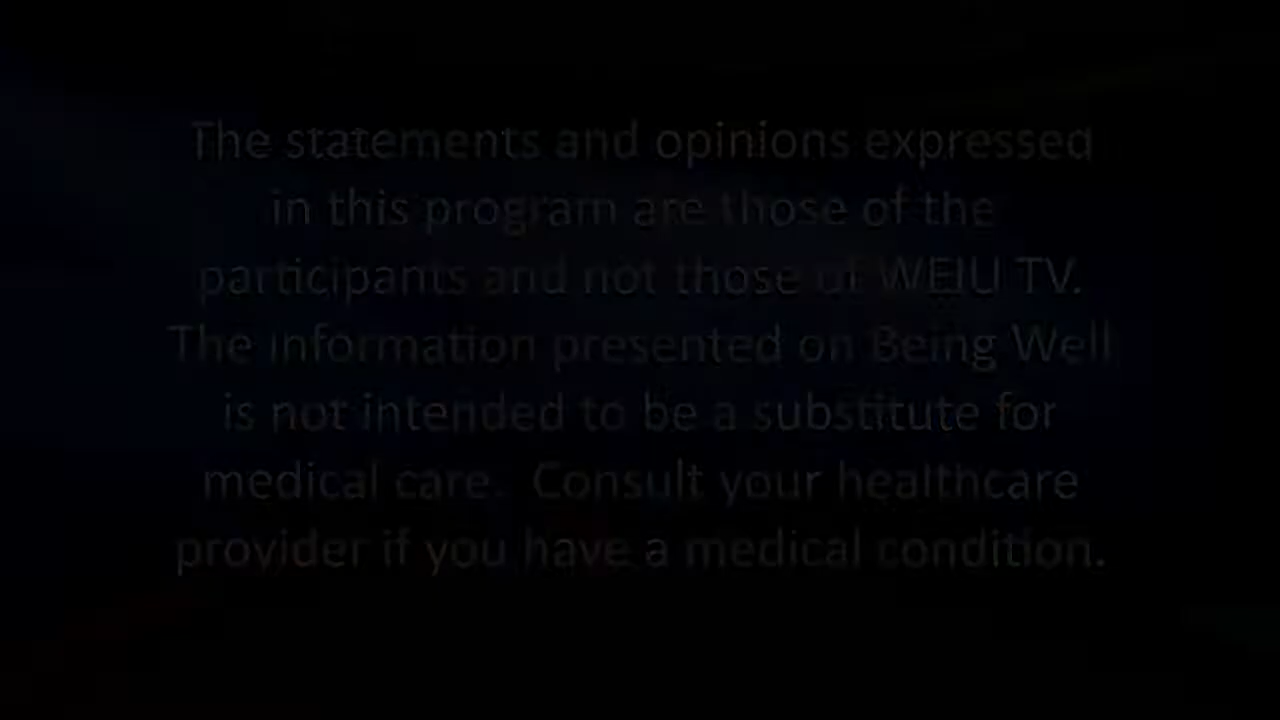 The statements and opinions expressed
in this program are those of the
participants and not those of WEIU TV.
The information presented on Being Well
is not intended to be a substitute for
medical care.  Consult your healthcare
provider if you have a medical condition.